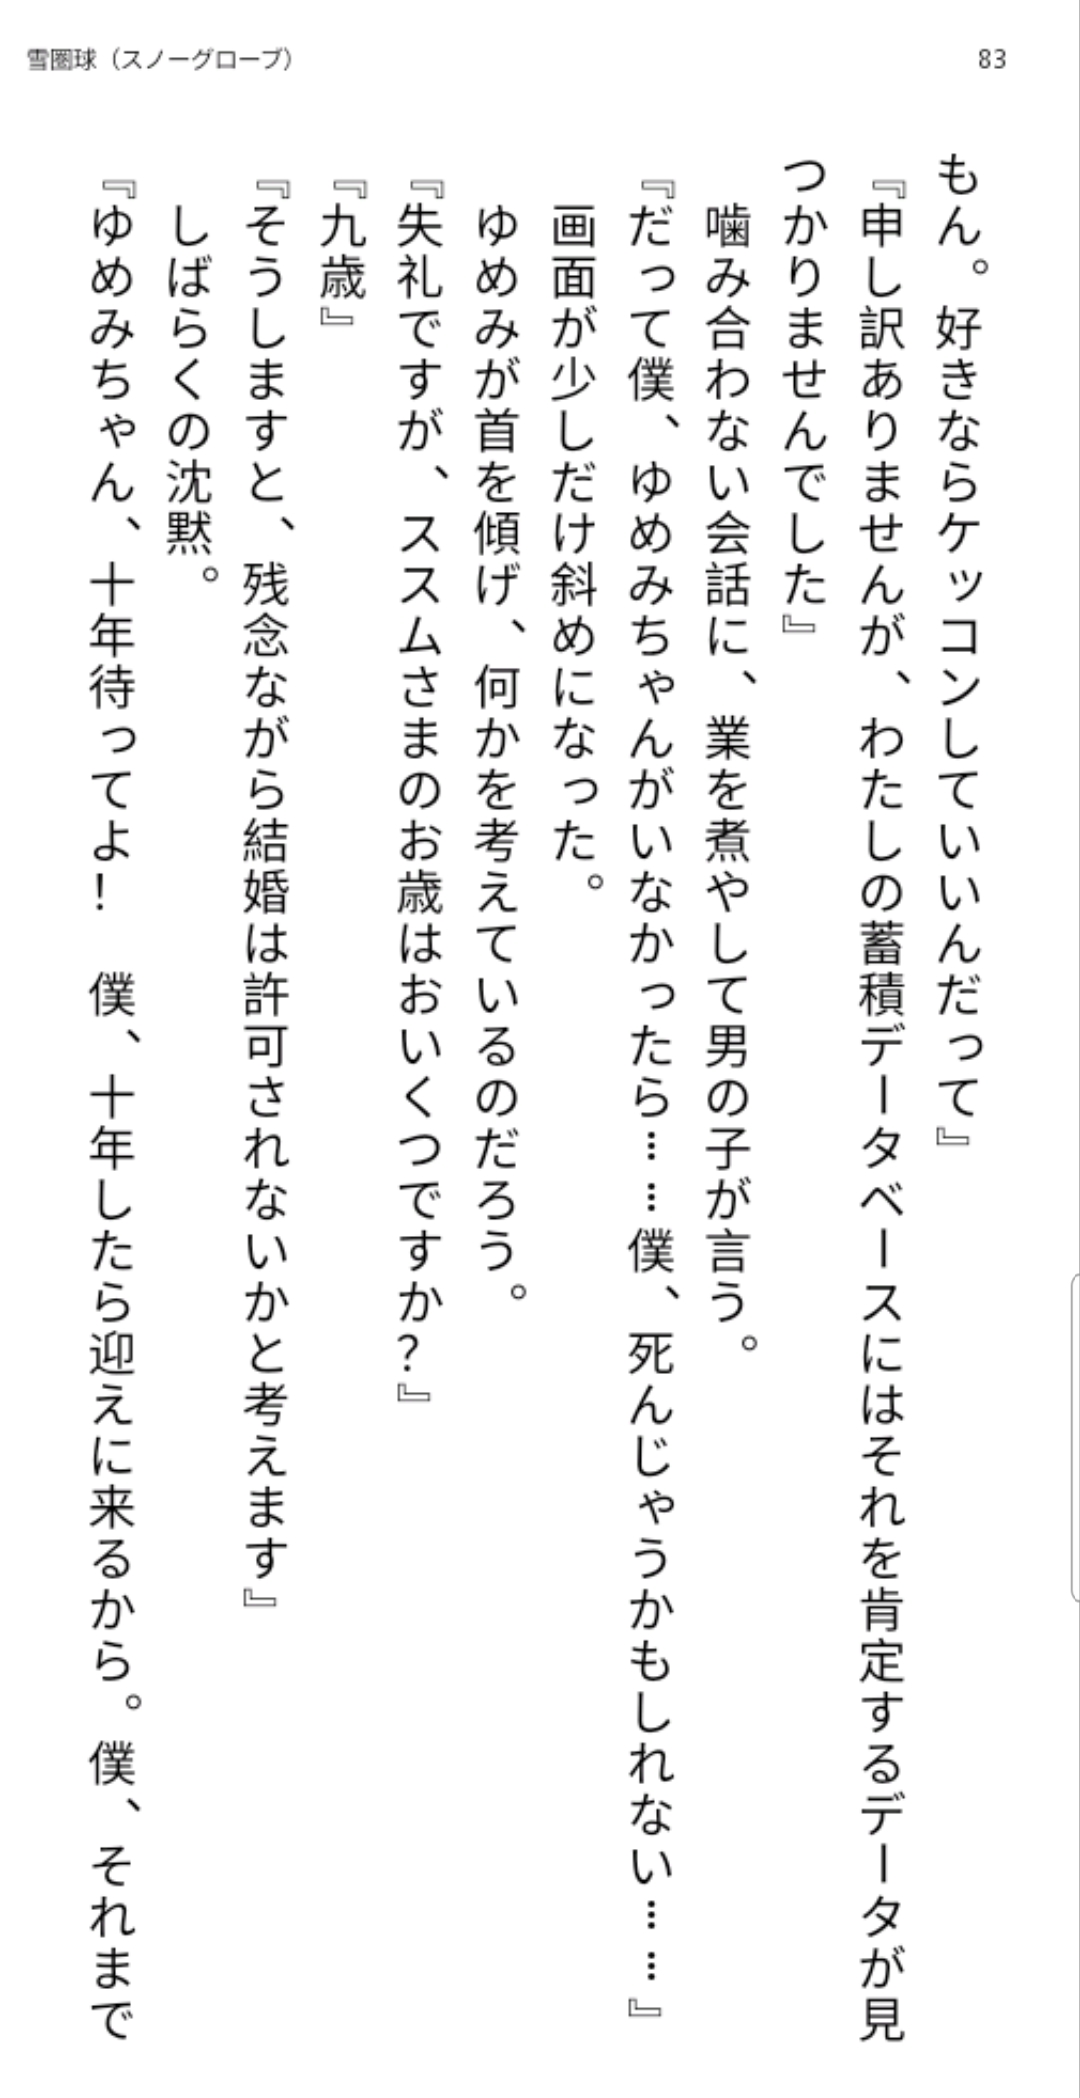 雪圏球（スノーグローブ）
83
もん。好きならケッコンしていいんだって』
『申し訳ありませんが、わたしの蓄積データベースにはそれを肯定するデータが見
つかりませんでした』
噛み合わない会話に、業を煮やして男の子が言う。
『だって僕、ゆめみちゃんがいなかったら……僕、死んじゃうかもしれない……』
画面が少しだけ斜めになった。
ゆめみが首を傾げ、何かを考えているのだろう。
『失礼ですが、ススムさまのお歳はおいくつですか？』
『九歳』
『そうしますと、残念ながら結婚は許可されないかと考えます』
しばらくの沈黙。
『ゆめみちゃん、十年待ってよ！　僕、十年したら迎えに来るから。僕、それまで